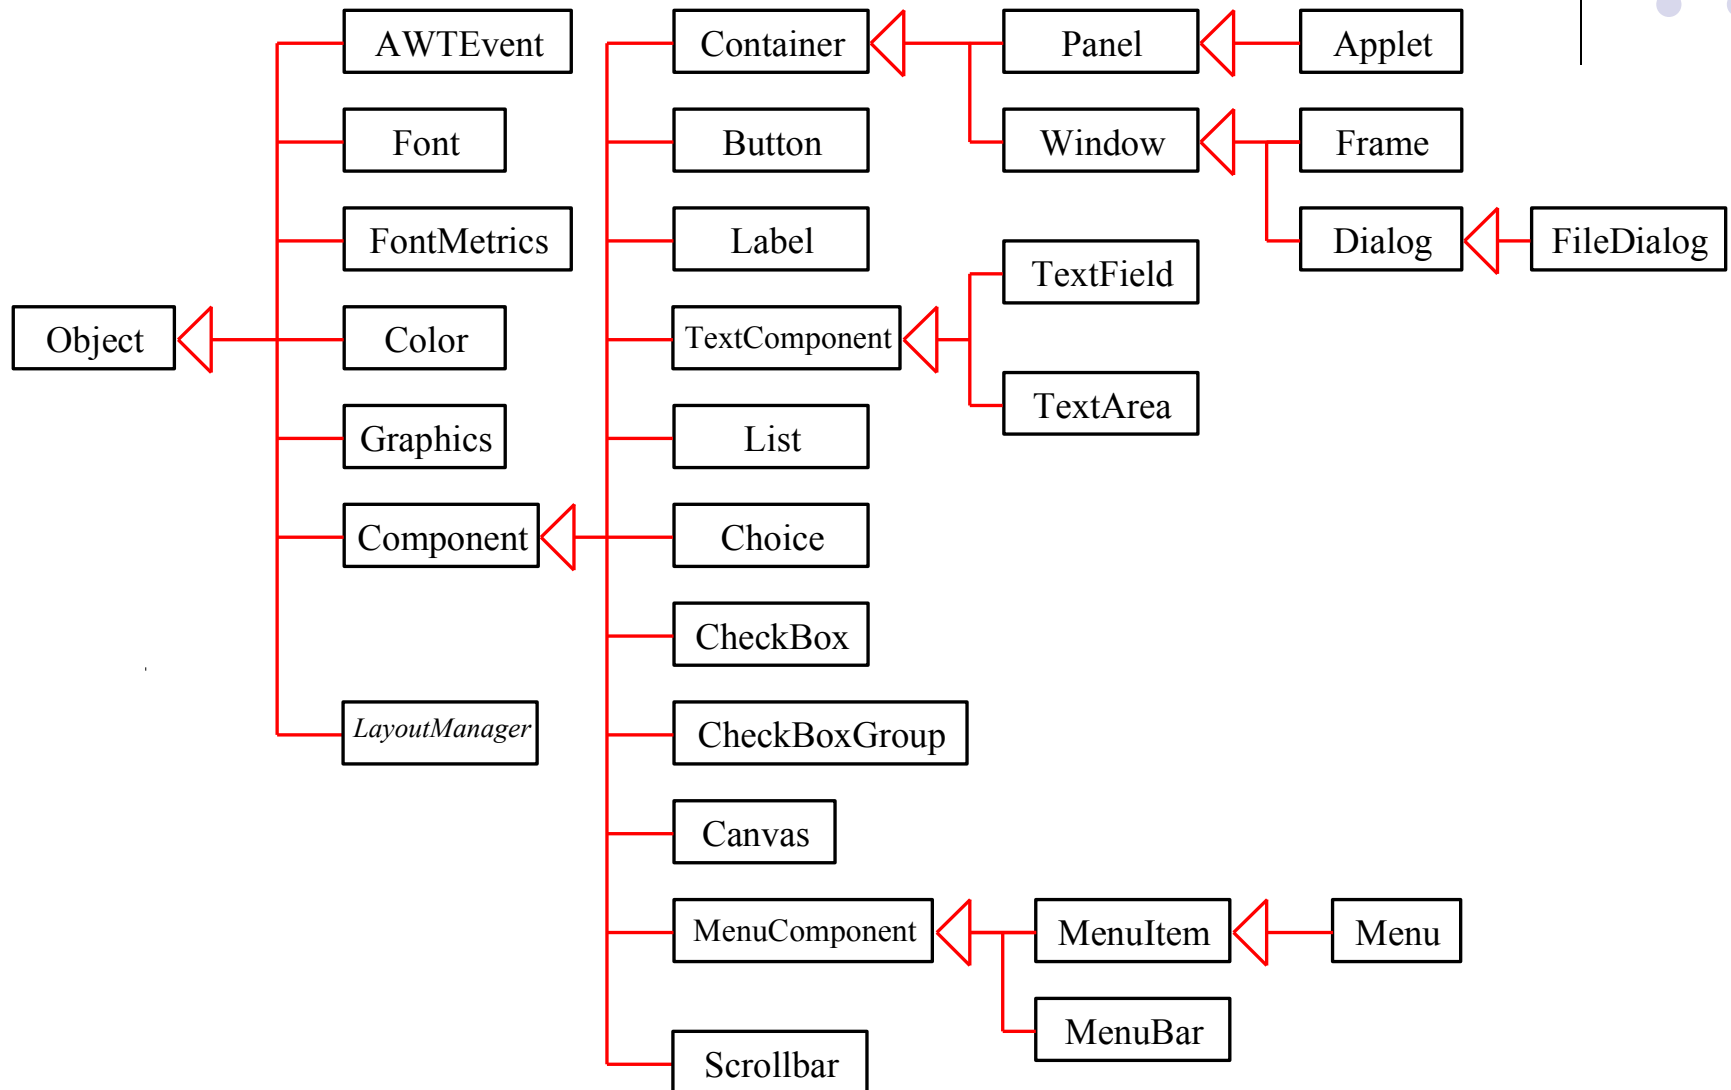 AWTEvent
Container
Panel
Applet
Font
Button
Window
Frame
FontMetrics
Label
TextField
Dialog
FileDialog
Object
Color
TextComponent
TextArea
Graphics
List
Component
Choice
CheckBox
LayoutManager
CheckBoxGroup
Canvas
MenuComponent
MenuItem
Menu
MenuBar
Scrollbar